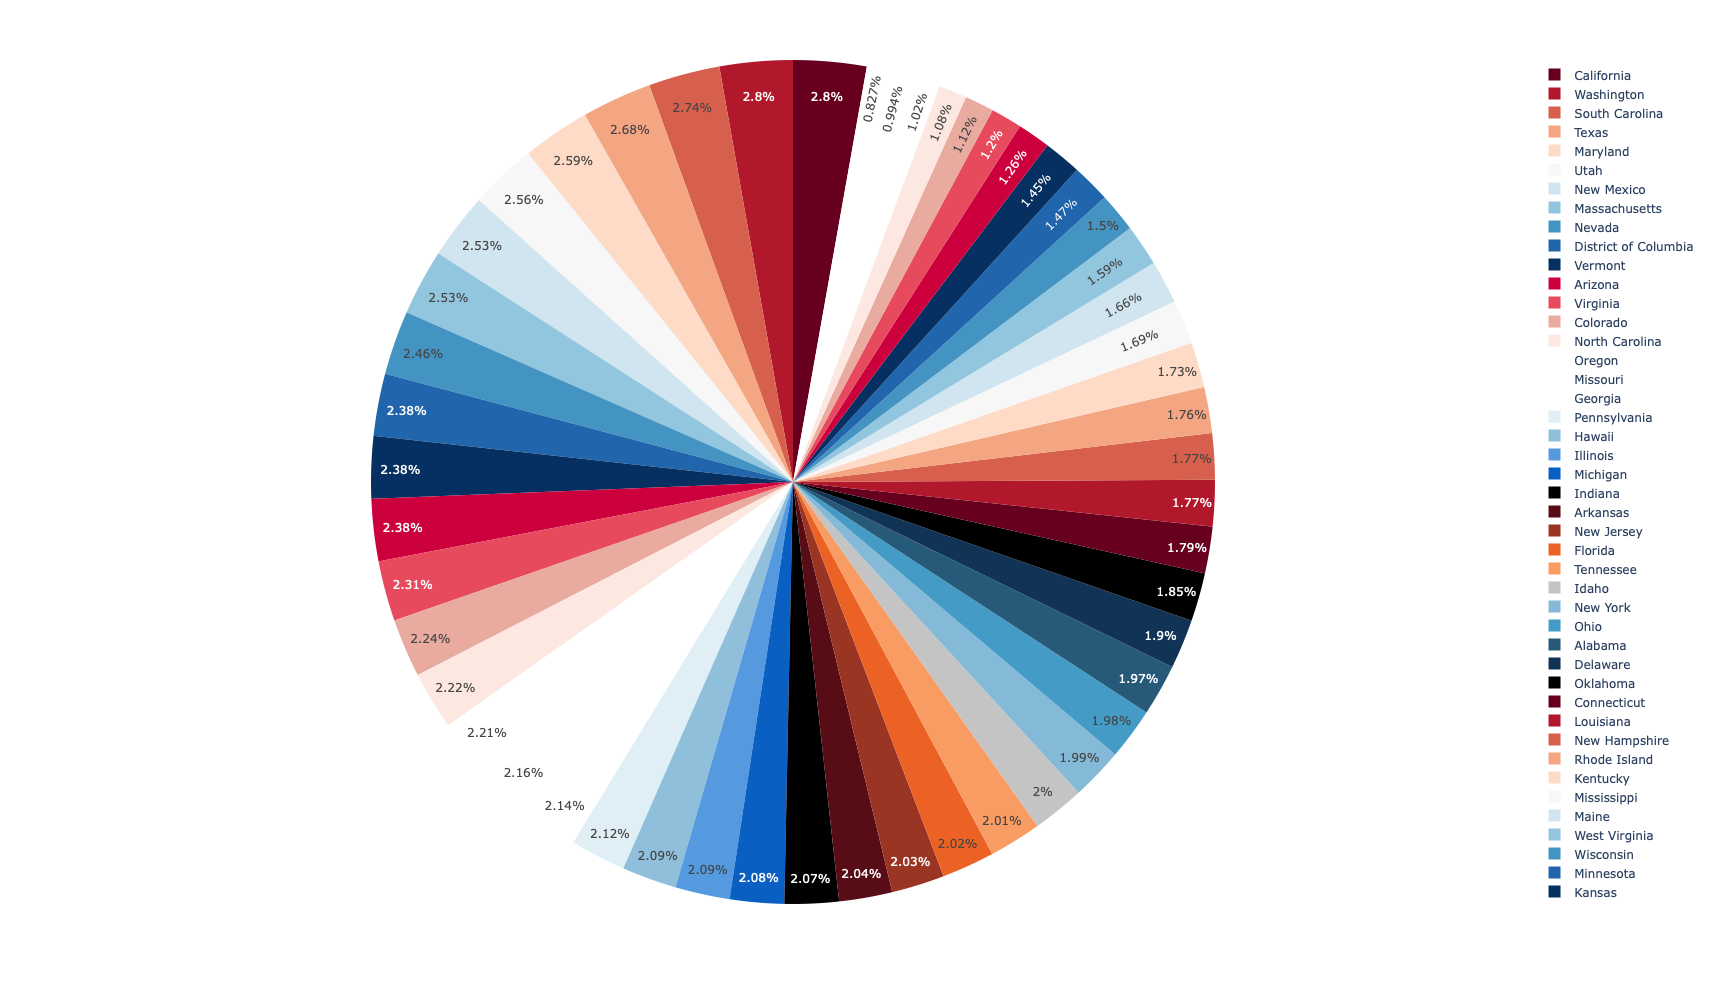 2.8%
2.8%
0.827%
0.994%
1.02%
1.08%
1.12%
1.2%
1.26%
1.45%
1.47%
1.5%
1.59%
1.66%
1.69%
1.73%
1.76%
1.77%
1.77%
1.79%
1.85%
1.9%
1.97%
1.98%
1.99%
2%
2.01%
2.02%
2.03%
2.04%
2.07%
2.08%
2.09%
2.09%
2.12%
2.14%
2.16%
2.21%
2.22%
2.24%
2.31%
2.38%
2.38%
2.38%
2.46%
2.53%
2.53%
2.56%
2.59%
2.68%
2.74%
California
Washington
South Carolina
Texas
Maryland
Utah
New Mexico
Massachusetts
Nevada
District of Columbia
Vermont
Arizona
Virginia
Colorado
North Carolina
Oregon
Missouri
Georgia
Pennsylvania
Hawaii
Illinois
Michigan
Indiana
Arkansas
New Jersey
Florida
Tennessee
Idaho
New York
Ohio
Alabama
Delaware
Oklahoma
Connecticut
Louisiana
New Hampshire
Rhode Island
Kentucky
Mississippi
Maine
West Virginia
Wisconsin
Minnesota
Kansas